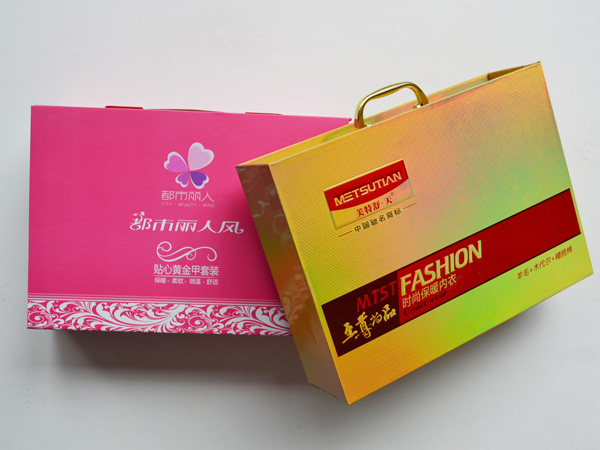 都市丽人
CITY·BEAUTY·WIND
都市丽人风
贴心黄金甲套装
保暖·柔软·调温·舒适
METSUTIAN
美特舒·天
中国驰名商标
MTST FASHION
时尚保暖内衣
至尊尚品
羊毛+木代尔+精梳棉